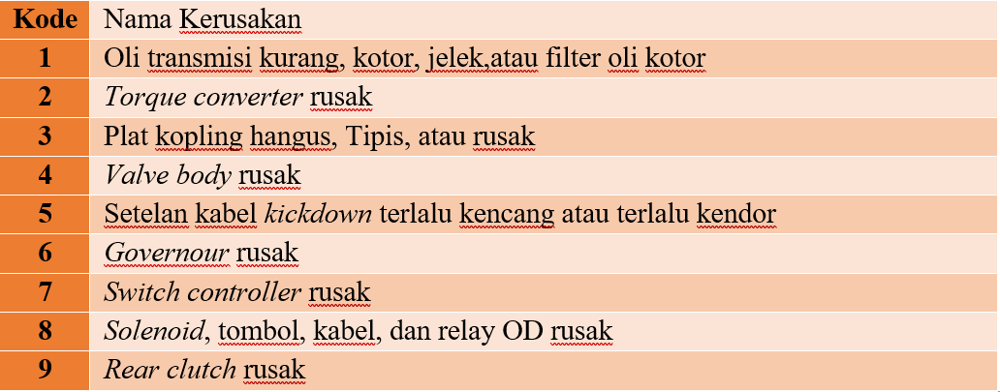 Kode Nama Kerusakan
1 Oli transmisi kurang, kotor, jelek,atau filter oli kotor
2 Torque converter rusak
3 Plat kopling hangus, Tipis, atau rusak
4 Valve body rusak
5 Setelan kabel kickdown terlalu kencang atau terlalu kendor
6 Governour rusak
7 Switch controller rusak
8 Solenoid, tombol, kabel, dan relay OD rusak
9 Rear clutch rusak